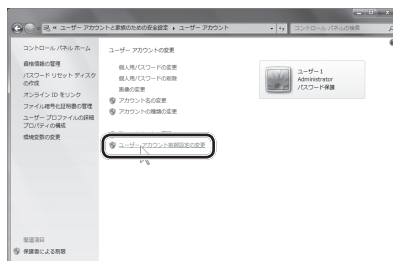 « ユーザー アカウントと家族のための安全設定 ▸ ユーザー アカウント
コントロール パネルの検索
コントロール パネル ホーム
資格情報の管理
パスワード リセット ディスク
の作成
オンライン ID をリンク
ファイル暗号化証明書の管理
ユーザー プロファイルの詳細
プロパティの構成
環境変数の変更
ユーザー アカウントの変更
個人用パスワードの変更
個人用パスワードの削除
画像の変更
アカウント名の変更
アカウントの種類の変更
ユーザー アカウント制御設定の変更
ユーザー 1
Administrator
パスワード保護
関連項目
保護者による制限